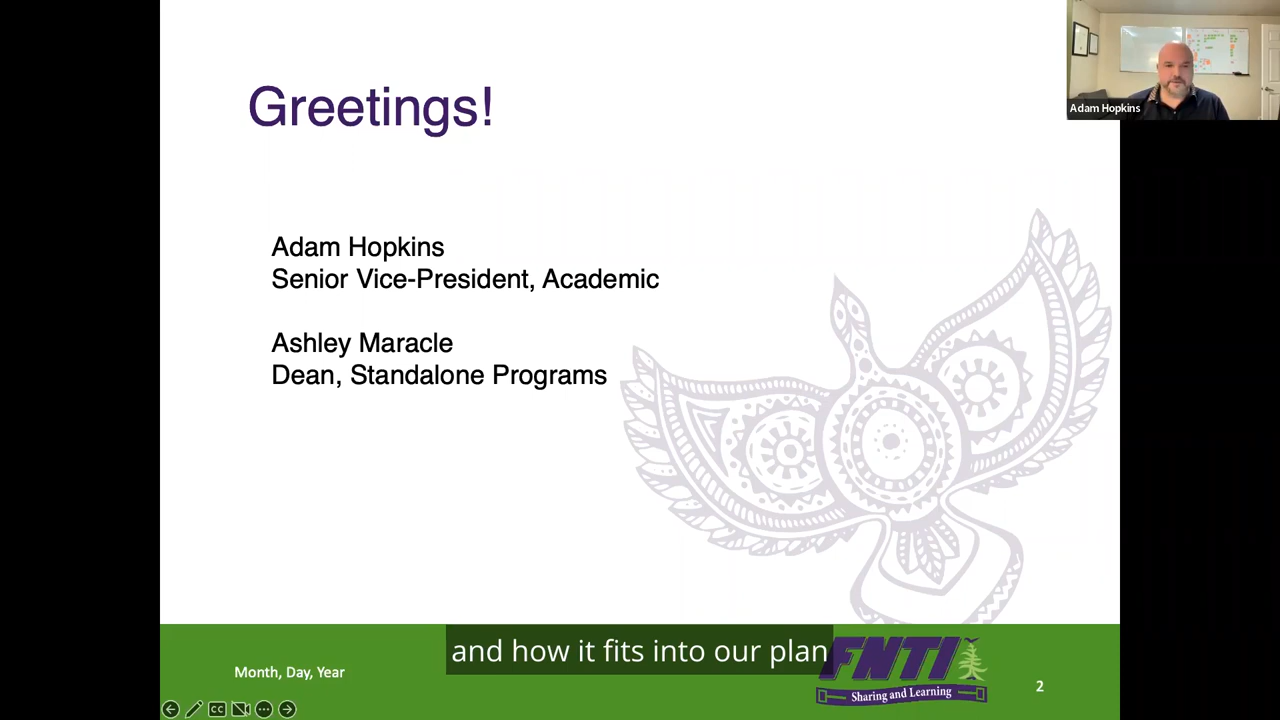 Greetings!
Adam Hopkins
Adam Hopkins
Senior Vice-President, Academic
Ashley Maracle
Dean, Standalone Programs
and how it fits into our plan
FNTI
Sharing and Learning
Month, Day, Year
2
CC